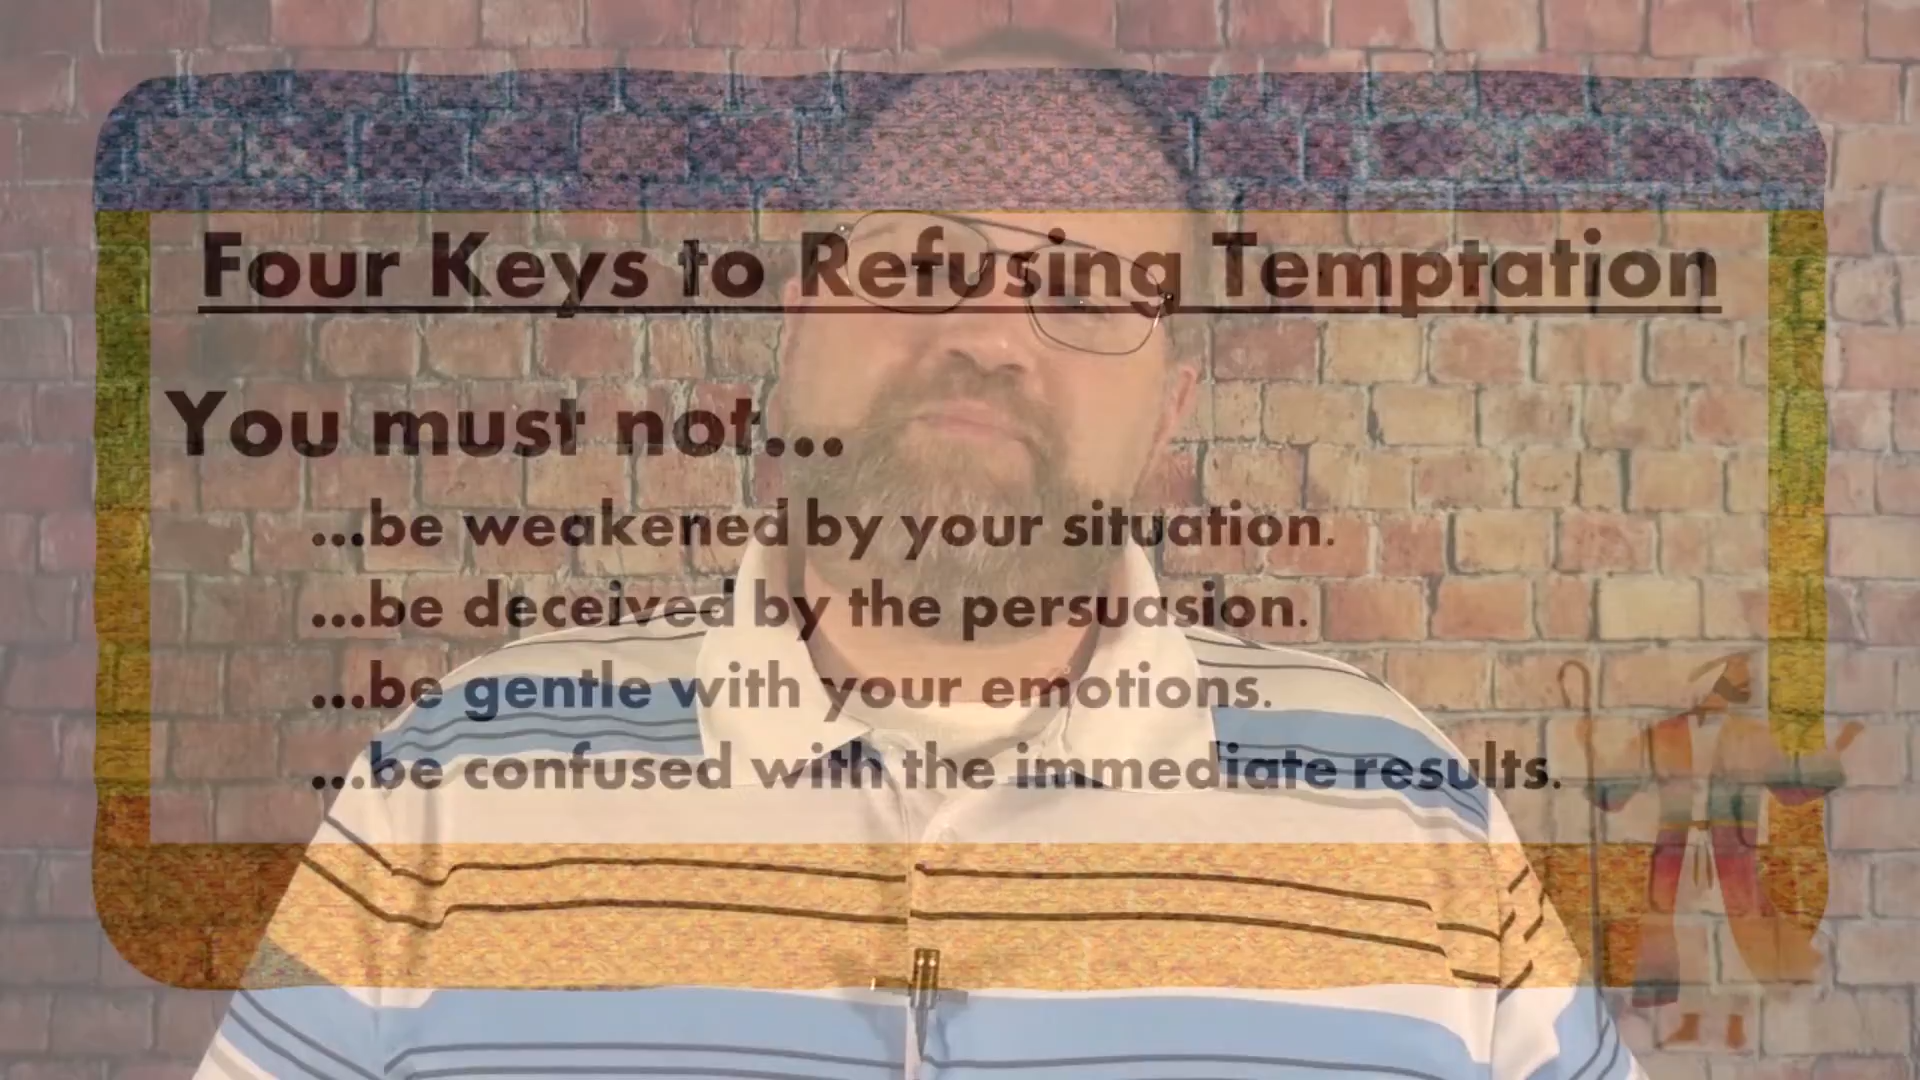 Four Keys to Refusing Temptation
You must not...
...be weakened by your situation.
...be deceived by the persuasion.
...be gentle with your emotions.
...be confused with the immediate results.